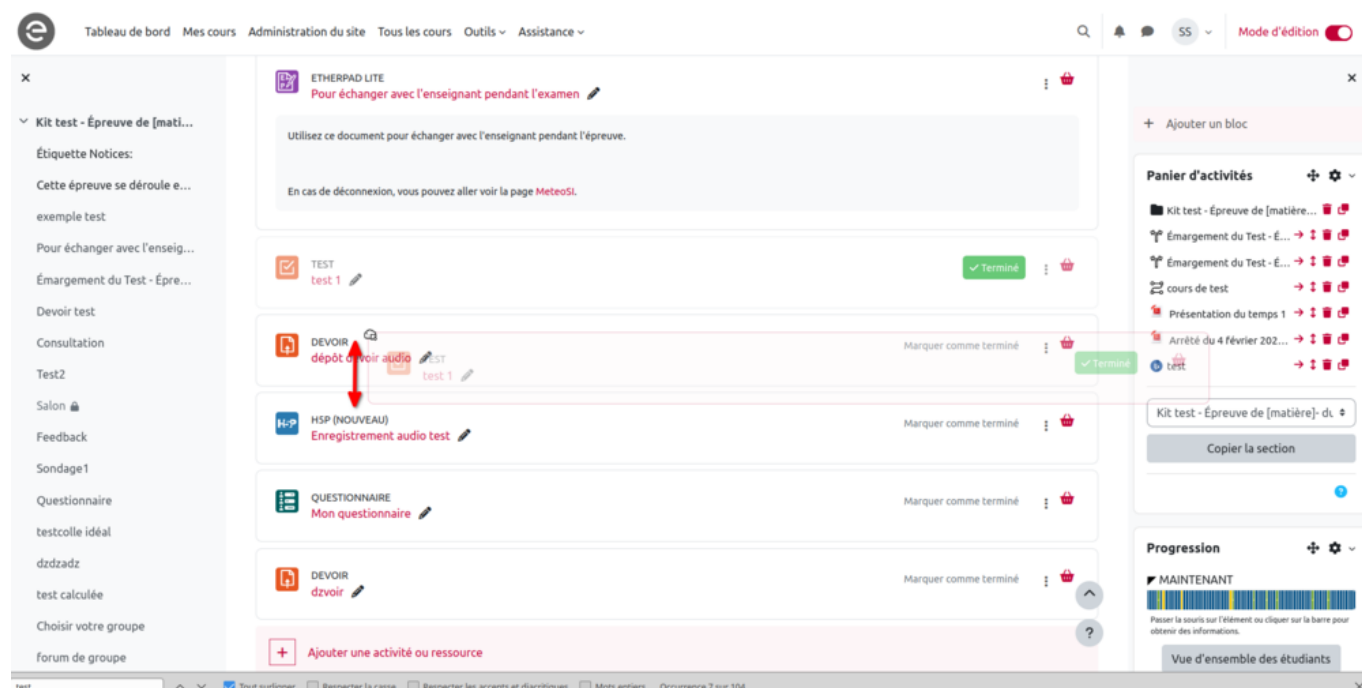 e Tableau de bord Mes cours Administration du site Tous les cours Outils Assistance SS Mode d'édition
Kit test - Épreuve de [mati...
Étiquette Notices:
Cette épreuve se déroule e...
exemple test
Pour échanger avec l'enseig...
Émargement du Test - Épre...
Devoir test
Consultation
Test2
Salon
Feedback
Sondage1
Questionnaire
testcolle idéal
dzdzadz
test calculée
Choisir votre groupe
forum de groupe
ETHERPAD LITE
Pour échanger avec l'enseignant pendant l'examen
Utilisez ce document pour échanger avec l'enseignant pendant l'épreuve.
En cas de déconnexion, vous pouvez aller voir la page MeteoSI.
TEST
test 1
Terminé
DEVOIR
dépôt devoir audio
Marquer comme terminé
TEST
test 1
Terminé
H5P (NOUVEAU)
Enregistrement audio test
Marquer comme terminé
QUESTIONNAIRE
Mon questionnaire
Marquer comme terminé
DEVOIR
dzvoir
Marquer comme terminé
+ Ajouter une activité ou ressource
?
+ Ajouter un bloc
Panier d'activités
Kit test - Épreuve de [matière...
Émargement du Test - É...
Émargement du Test - É...
cours de test
Présentation du temps 1
Arrêté du 4 février 202...
test
Kit test - Épreuve de [matière]- du
Copier la section
?
Progression
MAINTENANT
Passer la souris sur l'élément ou cliquer sur la barre pour
obtenir des informations.
Vue d'ensemble des étudiants
test Tout surligner Respecter la casse Respecter les accents et diacritiques Mots entiers Occurrence 7 sur 104